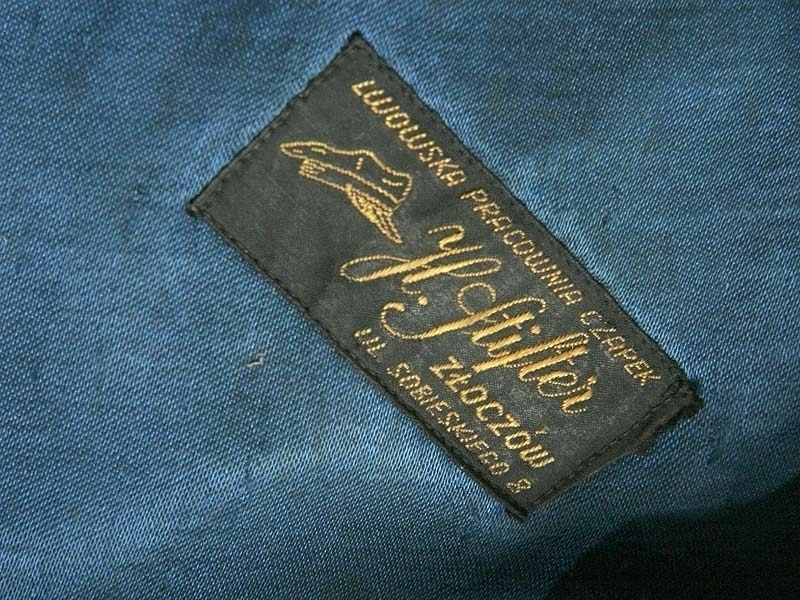 LWOWSKA PRACOWNIA CZAPEK
H. Stifter
ZŁOCZÓW
UL. SOBIESKIEGO 8